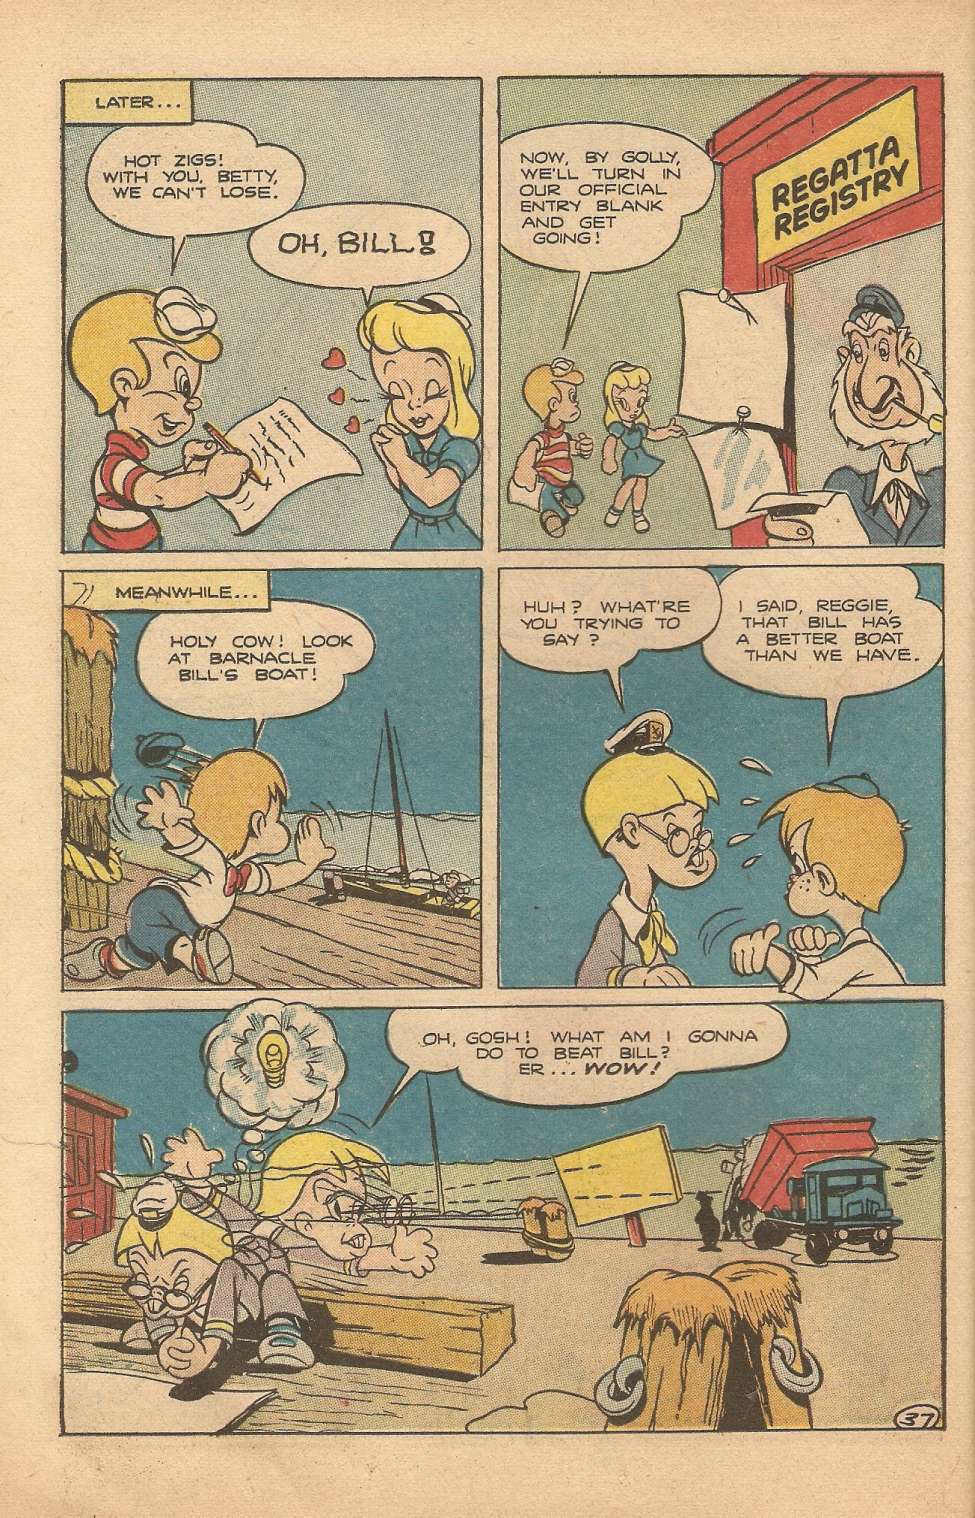 LATER...
HOT ZIGS!
WITH YOU, BETTY,
WE CAN'T LOSE.
OH, BILL!
NOW, BY GOLLY,
WE'LL TURN IN
OUR OFFICIAL
ENTRY BLANK
AND GET
GOING!
REGATTA
REGISTRY
MEANWHILE...
HOLY COW! LOOK
AT BARNACLE
BILL'S BOAT!
HUH? WHAT'RE
YOU TRYING TO
SAY?
I SAID, REGGIE,
THAT BILL HAS
A BETTER BOAT
THAN WE HAVE.
OH, GOSH! WHAT AM I GONNA
DO TO BEAT BILL?
ER... WOW!
37